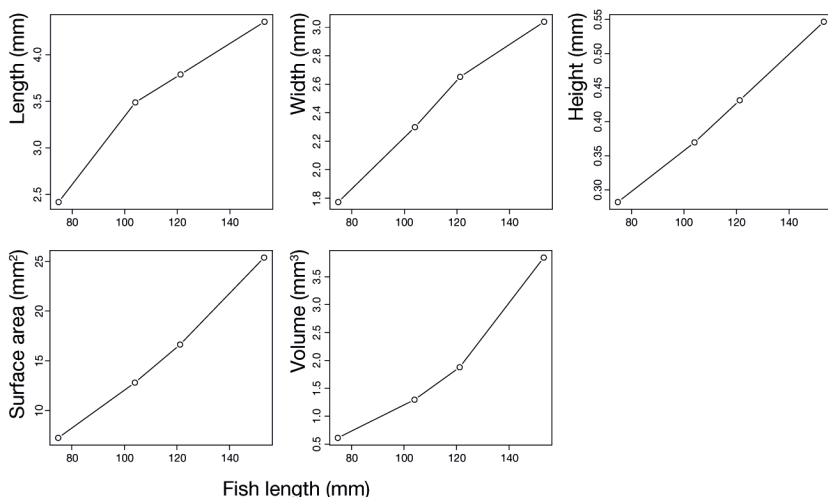 Length (mm)
4.0
3.5
3.0
2.5
80 100 120 140
Width (mm)
3.0
2.8
2.6
2.4
2.2
2.0
1.8
80 100 120 140
Height (mm)
0.55
0.50
0.45
0.40
0.35
0.30
80 100 120 140
Surface area (mm²)
25
20
15
10
80 100 120 140
Volume (mm³)
3.5
3.0
2.5
2.0
1.5
1.0
0.5
80 100 120 140
Fish length (mm)